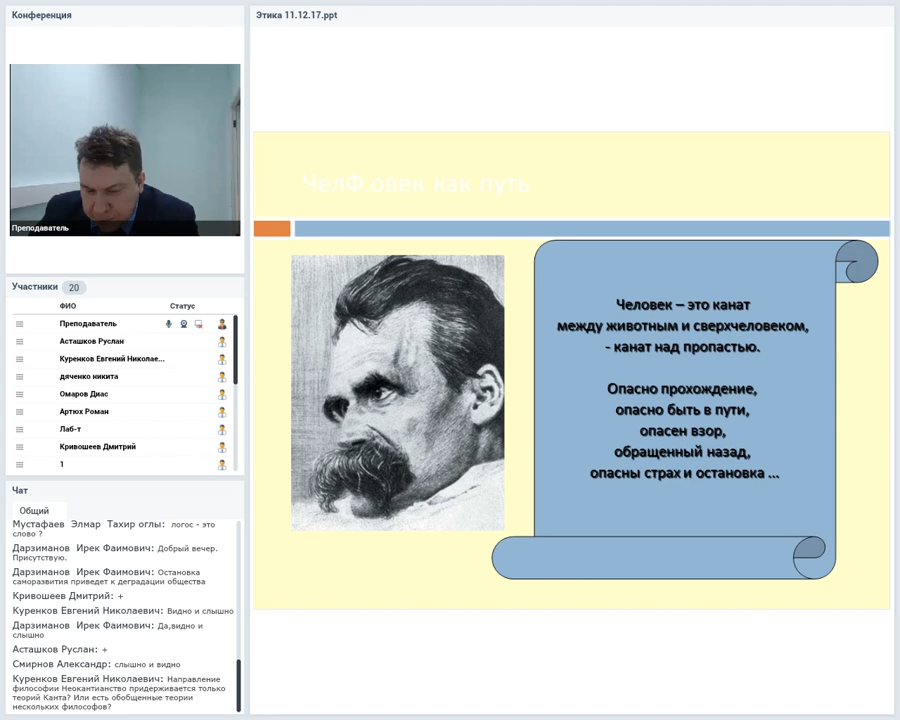 Конференция
Преподаватель
Участники 20
ФИО Статус
Преподаватель
Асташков Руслан
Куренков Евгений Николае...
дяченко никита
Омаров Диас
Артюх Роман
Лаб-т
Кривошеев Дмитрий
1
Чат
Общий
Мустафаев Элмар Тахир оглы: логос - это
слово ?
Дарзиманов Ирек Фаимович: Добрый вечер.
Присутствую.
Дарзиманов Ирек Фаимович: Остановка
саморазвития приведет к деградации общества
Кривошеев Дмитрий: +
Куренков Евгений Николаевич: Видно и слышно
Дарзиманов Ирек Фаимович: Да,видно и
слышно
Асташков Руслан: +
Смирнов Александр: слышно и видно
Куренков Евгений Николаевич: Направление
философии Неокантианство придерживается только
теорий Канта? Или есть обобщенные теории
нескольких философов?
Этика 11.12.17.ppt
ЧелФ.овек как путь
Человек – это канат
между животным и сверхчеловеком,
- канат над пропастью.
Опасно прохождение,
опасно быть в пути,
опасен взор,
обращенный назад,
опасны страх и остановка ...